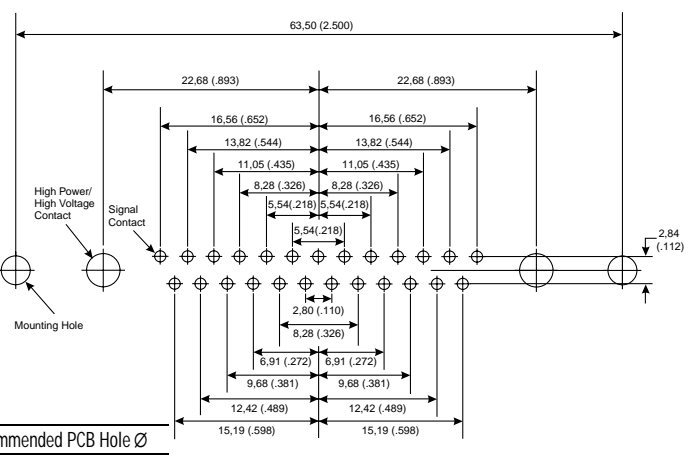 63,50 (2.500)
22,68 (.893) 22,68 (.893)
16,56 (.652) 16,56 (.652)
13,82 (.544) 13,82 (.544)
11,05 (.435) 11,05 (.435)
8,28 (.326) 8,28 (.326)
High Power/
High Voltage
Contact
Signal
Contact
5,54(.218) 5,54(.218)
5,54(.218)
2,84
(.112)
Mounting Hole
2,80 (.110)
8,28 (.326)
6,91 (.272) 6,91 (.272)
9,68 (.381) 9,68 (.381)
12,42 (.489) 12,42 (.489)
15,19 (.598) 15,19 (.598)
mmended PCB Hole Ø